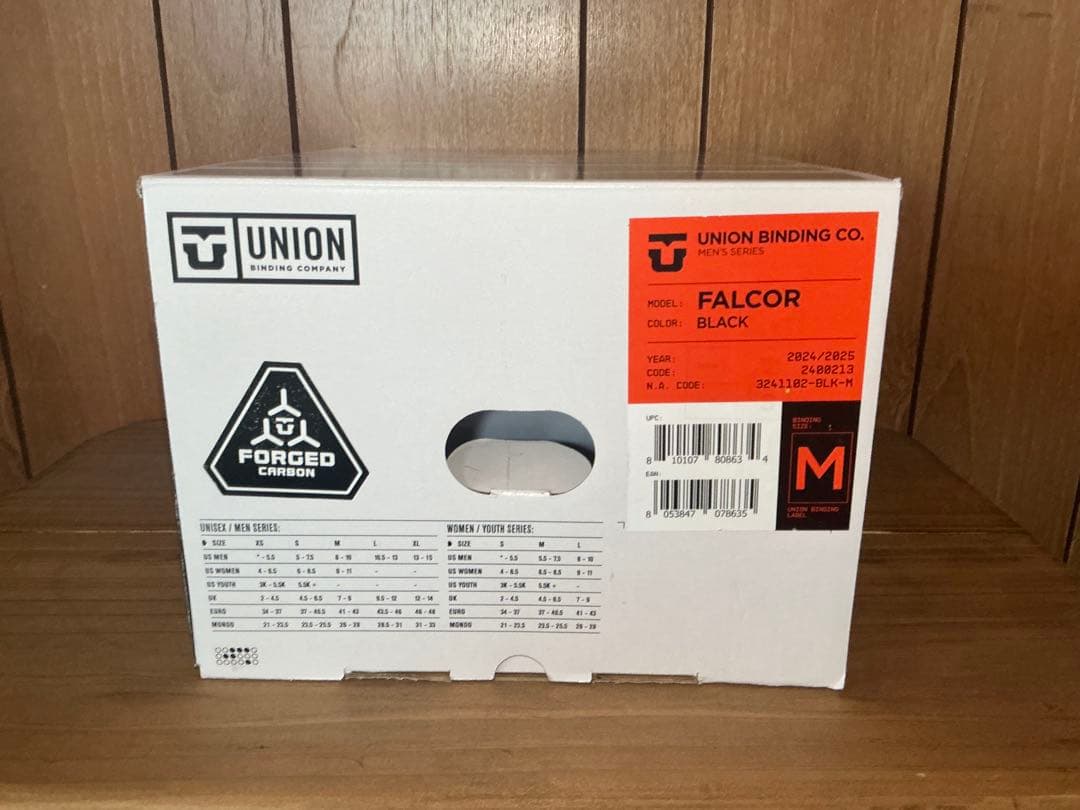 UNION
BINDING COMPANY
UNION BINDING CO.
MEN'S SERIES
MODEL: FALCOR
COLOR: BLACK
YEAR: 2024/2025
CODE: 2400213
N.A. CODE: 3241102-BLK-M
UPC:
8 10107 80863 4
EAN:
8 053847 078635
BINDING
SIZE:
M
UNION BINDING
LABEL
FORGED
CARBON
UNISEX / MEN SERIES:
SIZE XS S M L XL
US MEN * - 5.5 5 - 7.5 8 - 10 10.5 - 13 13 - 15
US WOMEN 4 - 6.5 6 - 8.5 9 - 11 - -
US YOUTH 3K - 5.5K 5.5K + - - -
UK 2 - 4.5 4.5 - 6.5 7 - 9 9.5 - 12 12 - 14
EURO 34 - 37 37 - 40.5 41 - 43 43.5 - 46 46 - 48
MONDO 21 - 23.5 23.5 - 25.5 26 - 28 28.5 - 31 31 - 33
WOMEN / YOUTH SERIES:
SIZE S M L
US MEN * - 5.5 5.5 - 7.5 8 - 10
US WOMEN 4 - 6.5 6.5 - 8.5 9 - 11
US YOUTH 3K - 5.5K 5.5K + -
UK 2 - 4.5 4.5 - 6.5 7 - 9
EURO 34 - 37 37 - 40.5 41 - 43
MONDO 21 - 23.5 23.5 - 25.5 26 - 28